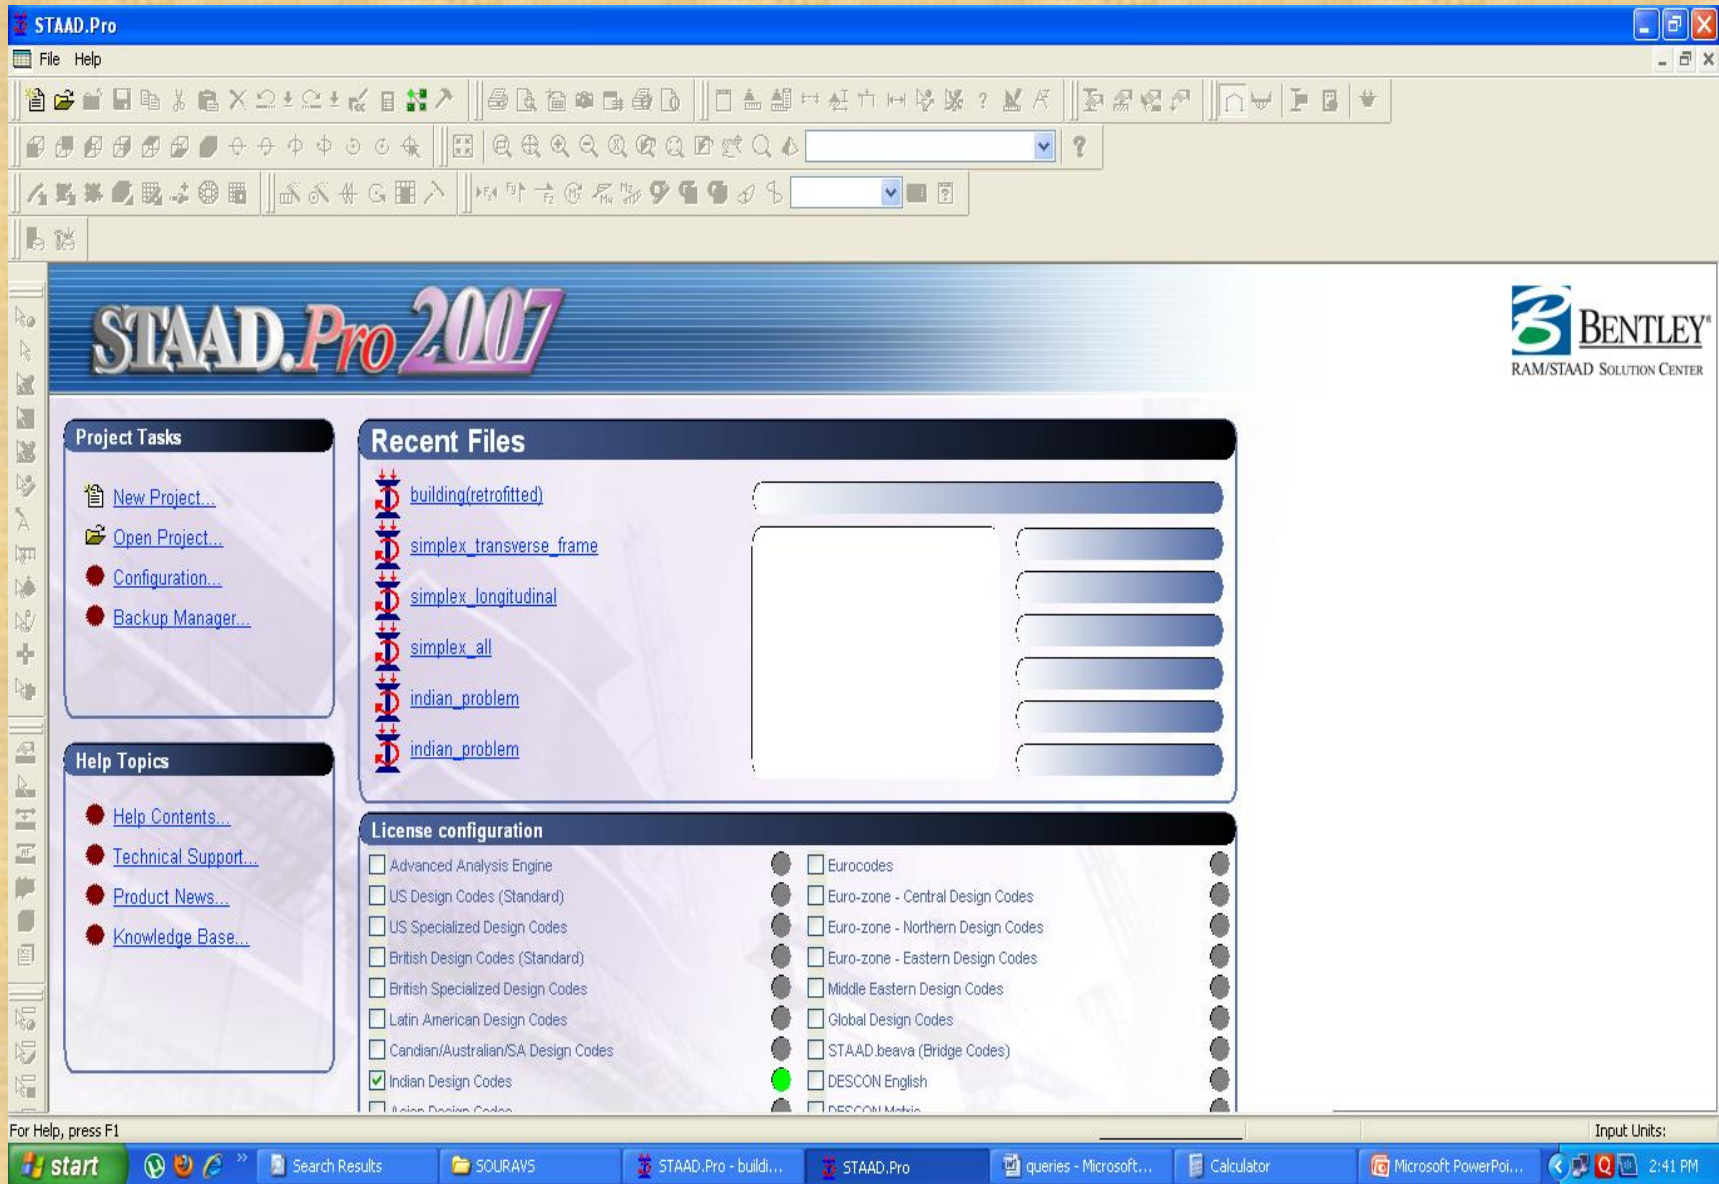 STAAD.Pro
File Help
STAAD.Pro 2007
BENTLEY®
RAM/STAAD SOLUTION CENTER
Project Tasks
New Project...
Open Project...
Configuration...
Backup Manager...
Recent Files
building(retrofitted)
simplex_transverse_frame
simplex_longitudinal
simplex_all
indian_problem
indian_problem
Help Topics
Help Contents...
Technical Support...
Product News...
Knowledge Base...
License configuration
Advanced Analysis Engine
US Design Codes (Standard)
US Specialized Design Codes
British Design Codes (Standard)
British Specialized Design Codes
Latin American Design Codes
Candian/Australian/SA Design Codes
Indian Design Codes
Asian Design Codes
Eurocodes
Euro-zone - Central Design Codes
Euro-zone - Northern Design Codes
Euro-zone - Eastern Design Codes
Middle Eastern Design Codes
Global Design Codes
STAAD.beava (Bridge Codes)
DESCON English
DESCON Metric
For Help, press F1
Input Units:
start
Search Results
SOURAVS
STAAD.Pro - buildi...
STAAD.Pro
queries - Microsoft...
Calculator
Microsoft PowerPoi...
2:41 PM